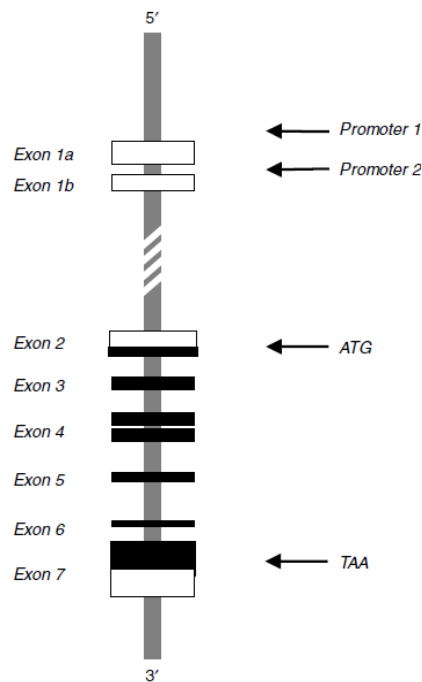 5′
Promoter 1
Exon 1a
Promoter 2
Exon 1b
Exon 2
ATG
Exon 3
Exon 4
Exon 5
Exon 6
TAA
Exon 7
3′